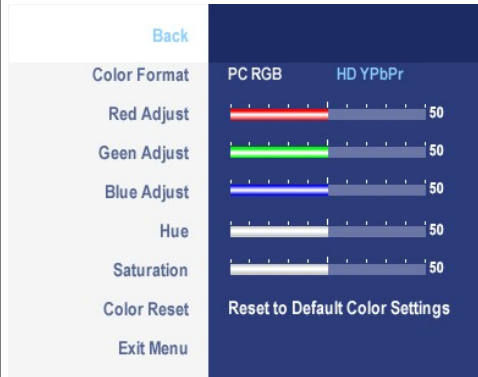 Back
Color Format PC RGB HD YPbPr
Red Adjust 50
Geen Adjust 50
Blue Adjust 50
Hue 50
Saturation 50
Color Reset Reset to Default Color Settings
Exit Menu